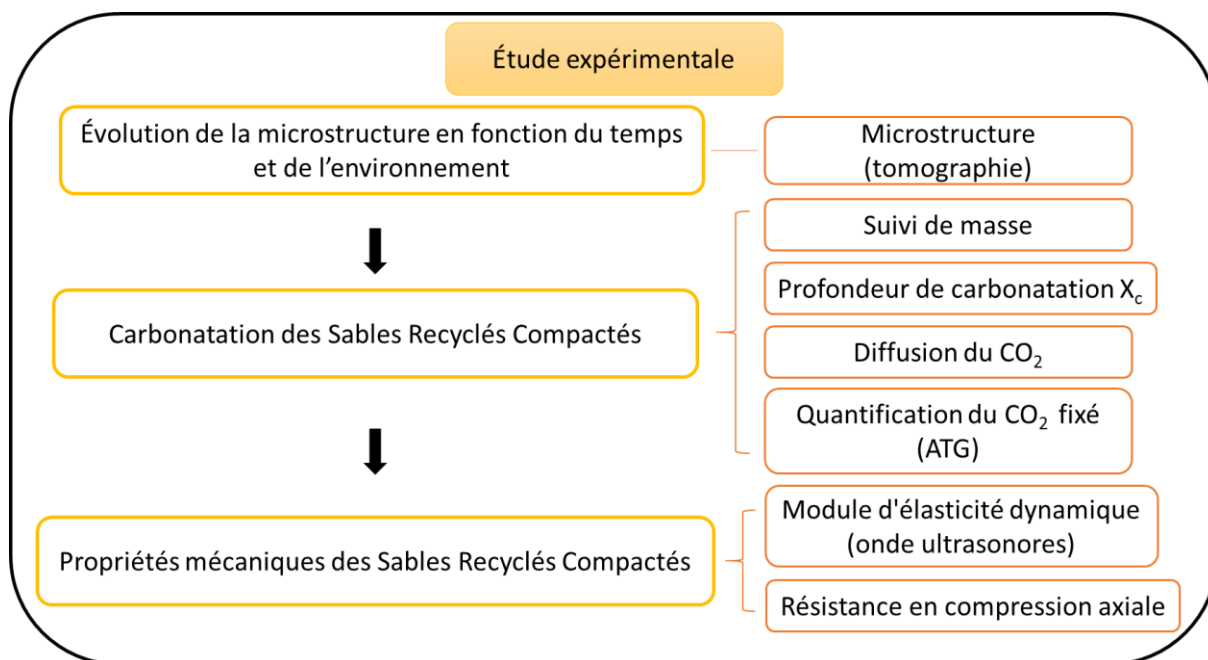 Étude expérimentale
Évolution de la microstructure en fonction du temps
et de l’environnement
Microstructure
(tomographie)
Carbonatation des Sables Recyclés Compactés
Suivi de masse
Profondeur de carbonatation Xc
Diffusion du CO2
Quantification du CO2 fixé
(ATG)
Propriétés mécaniques des Sables Recyclés Compactés
Module d'élasticité dynamique
(onde ultrasonores)
Résistance en compression axiale